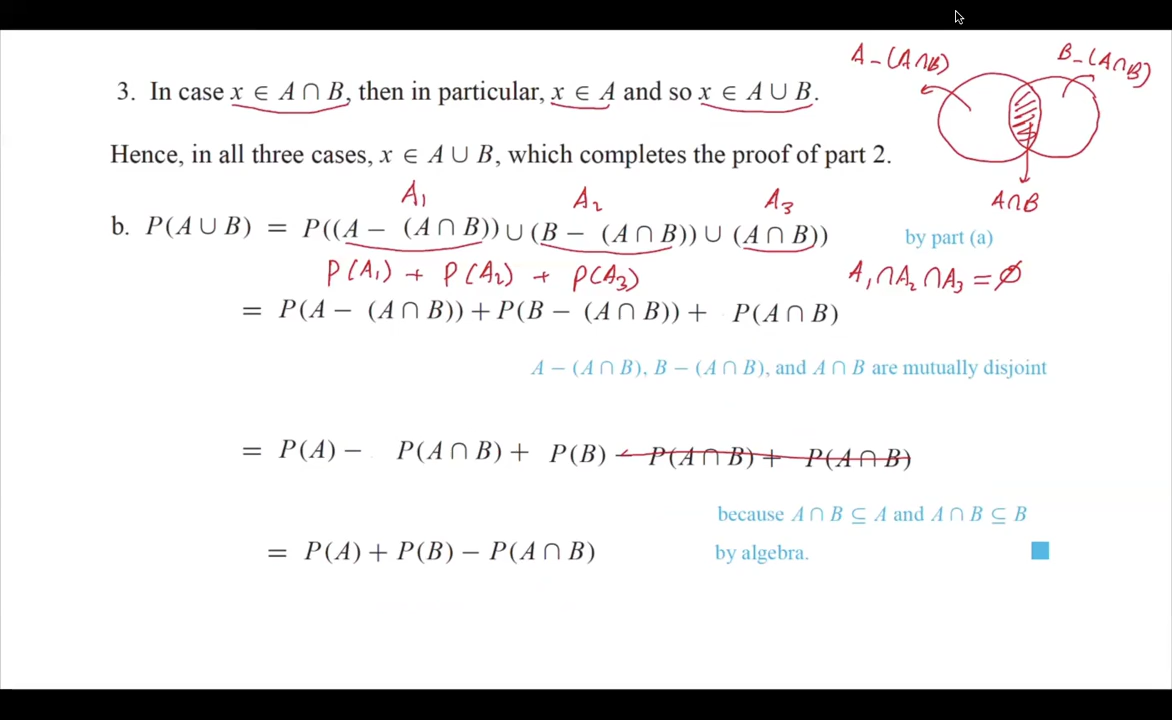 A - (A∩B)
B - (A∩B)
3. In case x ∈ A ∩ B, then in particular, x ∈ A and so x ∈ A ∪ B.
Hence, in all three cases, x ∈ A ∪ B, which completes the proof of part 2.
A∩B
A₁ A₂ A₃
b. P(A ∪ B) = P((A − (A ∩ B)) ∪ (B − (A ∩ B)) ∪ (A ∩ B)) by part (a)
P(A₁) + P(A₂) + P(A₃) A₁∩A₂∩A₃ = ∅
= P(A − (A ∩ B)) + P(B − (A ∩ B)) + P(A ∩ B)
A − (A ∩ B), B − (A ∩ B), and A ∩ B are mutually disjoint
= P(A) − P(A ∩ B) + P(B) − P(A ∩ B) + P(A ∩ B)
because A ∩ B ⊆ A and A ∩ B ⊆ B
= P(A) + P(B) − P(A ∩ B) by algebra.